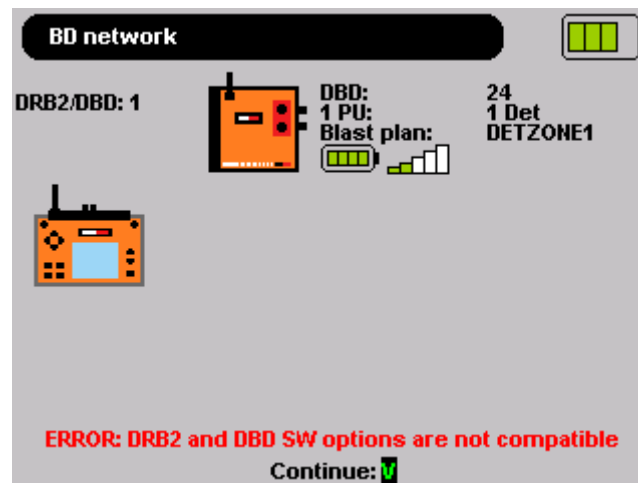 BD network
DRB2/DBD: 1
DBD: 24
1 PU: 1 Det
Blast plan: DETZONE1
ERROR: DRB2 and DBD SW options are not compatible
Continue: V